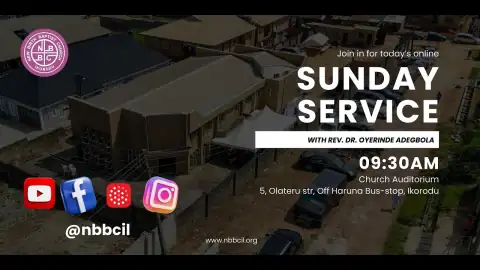 Join in for today's online
SUNDAY
SERVICE
WITH REV. DR. OYERINDE ADEGBOLA
09:30AM
Church Auditorium
5, Olateru str, Off Haruna Bus-stop, Ikorodu
@nbbcil
www.nbbcil.org